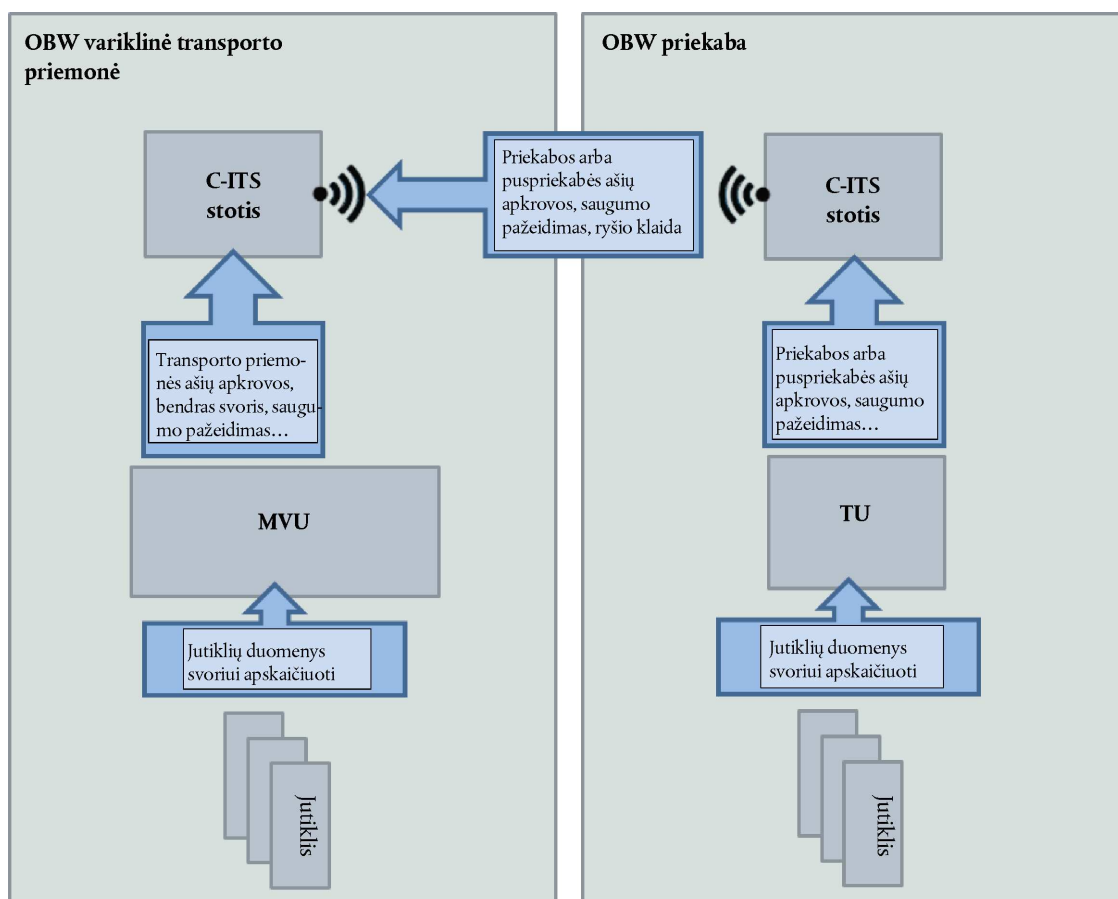 OBW variklinė transporto
priemonė
C-ITS
stotis
Transporto priemo-
nės ašių apkrovos,
bendras svoris, saugu-
mo pažeidimas...
MVU
Jutiklių duomenys
svoriui apskaičiuoti
Jutiklis
Priekabos arba
puspriekabės ašių
apkrovos, saugumo
pažeidimas, ryšio klaida
OBW priekaba
C-ITS
stotis
Priekabos arba
puspriekabės ašių
apkrovos, saugumo
pažeidimas...
TU
Jutiklių duomenys
svoriui apskaičiuoti
Jutiklis